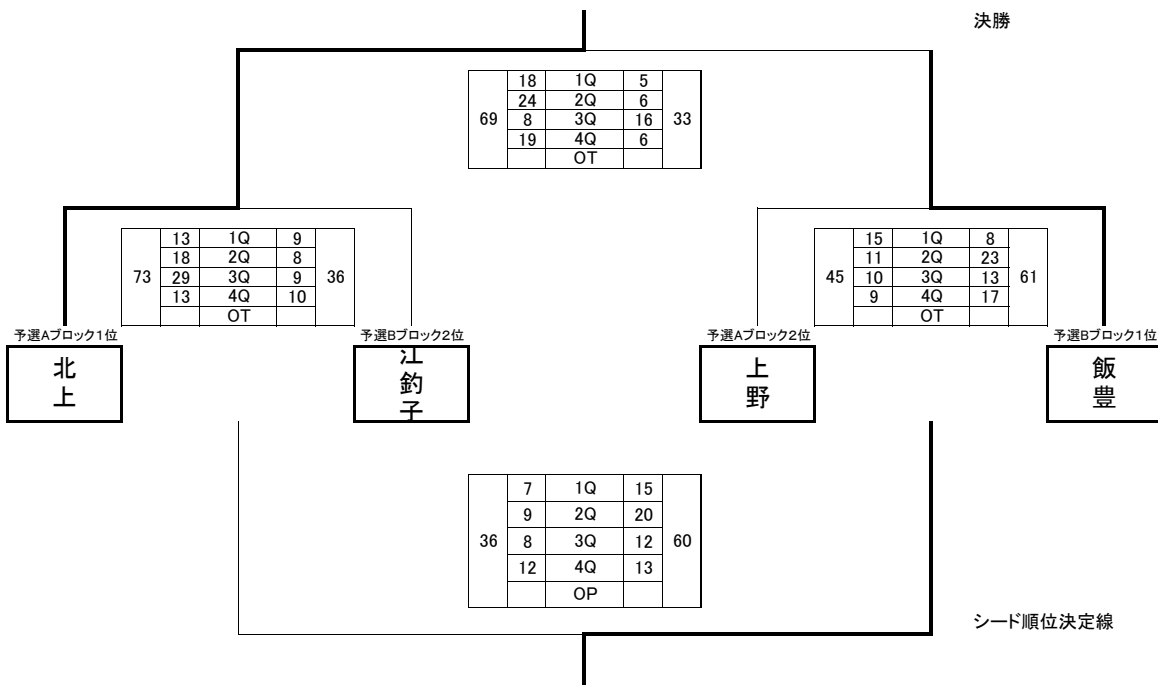 決勝
18 1Q 5
24 2Q 6
69 8 3Q 16 33
19 4Q 6
OT
13 1Q 9
18 2Q 8
73 29 3Q 9 36
13 4Q 10
OT
15 1Q 8
11 2Q 23
45 10 3Q 13 61
9 4Q 17
OT
予選Aブロック1位
予選Bブロック2位
予選Aブロック2位
予選Bブロック1位
北上
江釣子
上野
飯豊
7 1Q 15
9 2Q 20
36 8 3Q 12 60
12 4Q 13
OP
シード順位決定線